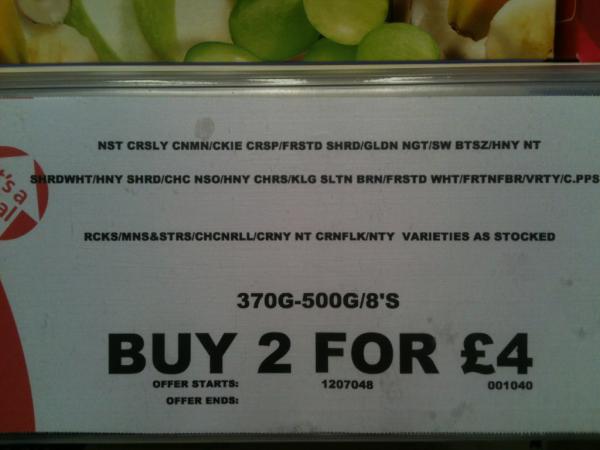 NST CRSLY CNMN/CKIE CRSP/FRSTD SHRD/GLDN NGT/SW BTSZ/HNY NT
SHRDWHT/HNY SHRD/CHC NSO/HNY CHRS/KLG SLTN BRN/FRSTD WHT/FRTNFBR/VRTY/C.PPS
RCKS/MNS&STRS/CHCNRLL/CRNY NT CRNFLK/NTY VARIETIES AS STOCKED
't's a
al
370G-500G/8'S
BUY 2 FOR £4
OFFER STARTS: 1207048 001040
OFFER ENDS: